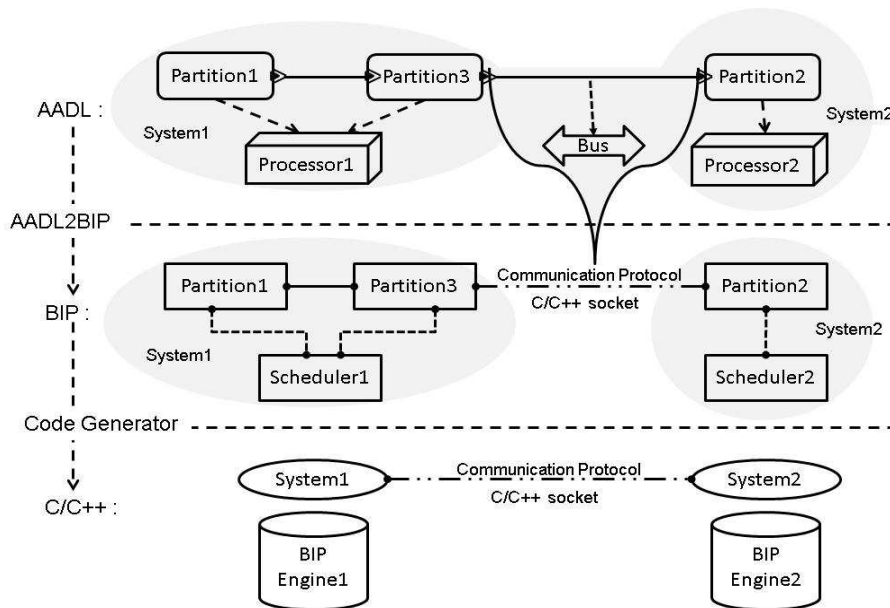 Partition1
Partition3
Partition2
AADL :
System1
Bus
System2
Processor1
Processor2
AADL2BIP
Communication Protocol
Partition1
Partition3
Partition2
C/C++ socket
BIP :
System1
System2
Scheduler1
Scheduler2
Code Generator
Communication Protocol
System1
System2
C/C++ socket
C/C++ :
BIP
Engine1
BIP
Engine2